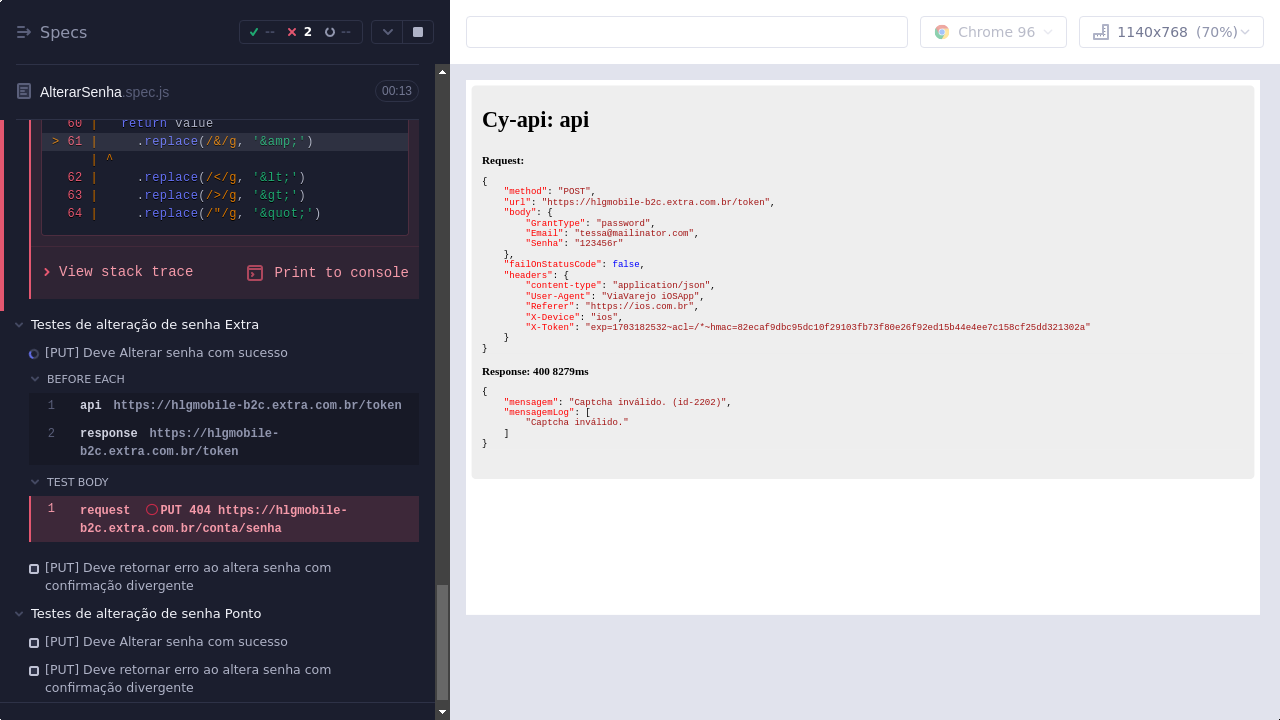 Specs
--
2
--
Chrome 96
1140x768 (70%)
AlterarSenha.spec.js
00:13
60 | return value
> 61 | .replace(/&/g, '&amp;')
| ^
62 | .replace(/</g, '&lt;')
63 | .replace(/>/g, '&gt;')
64 | .replace(/"/g, '&quot;')
View stack trace
Print to console
Testes de alteração de senha Extra
[PUT] Deve Alterar senha com sucesso
BEFORE EACH
1 api https://hlgmobile-b2c.extra.com.br/token
2 response https://hlgmobile-
b2c.extra.com.br/token
TEST BODY
1 request PUT 404 https://hlgmobile-
b2c.extra.com.br/conta/senha
[PUT] Deve retornar erro ao altera senha com
confirmação divergente
Testes de alteração de senha Ponto
[PUT] Deve Alterar senha com sucesso
[PUT] Deve retornar erro ao altera senha com
confirmação divergente
Cy-api: api
Request:
{
"method": "POST",
"url": "https://hlgmobile-b2c.extra.com.br/token",
"body": {
"GrantType": "password",
"Email": "tessa@mailinator.com",
"Senha": "123456r"
},
"failOnStatusCode": false,
"headers": {
"content-type": "application/json",
"User-Agent": "ViaVarejo iOSApp",
"Referer": "https://ios.com.br",
"X-Device": "ios",
"X-Token": "exp=1703182532~acl=/*~hmac=82ecaf9dbc95dc10f29103fb73f80e26f92ed15b44e4ee7c158cf25dd321302a"
}
}
Response: 400 8279ms
{
"mensagem": "Captcha inválido. (id-2202)",
"mensagemLog": [
"Captcha inválido."
]
}